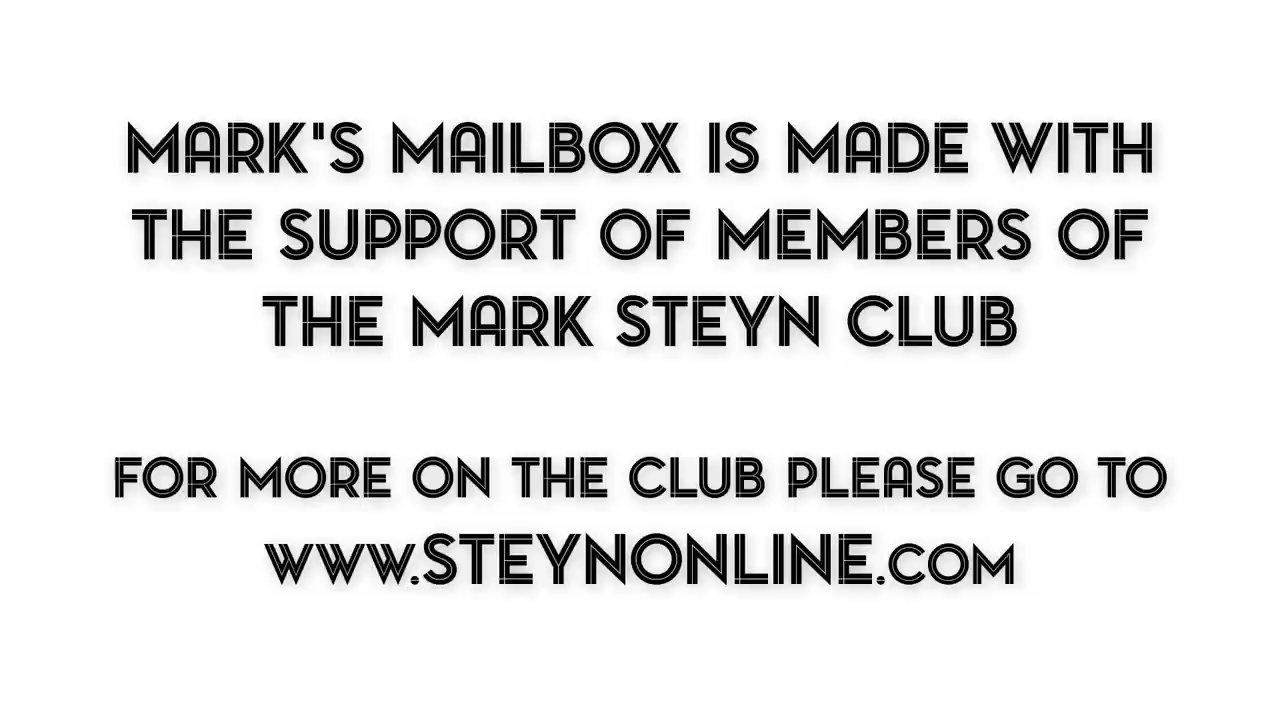 MARK'S MAILBOX IS MADE WITH
THE SUPPORT OF MEMBERS OF
THE MARK STEYN CLUB
FOR MORE ON THE CLUB PLEASE GO TO
WWW.STEYNONLINE.COM